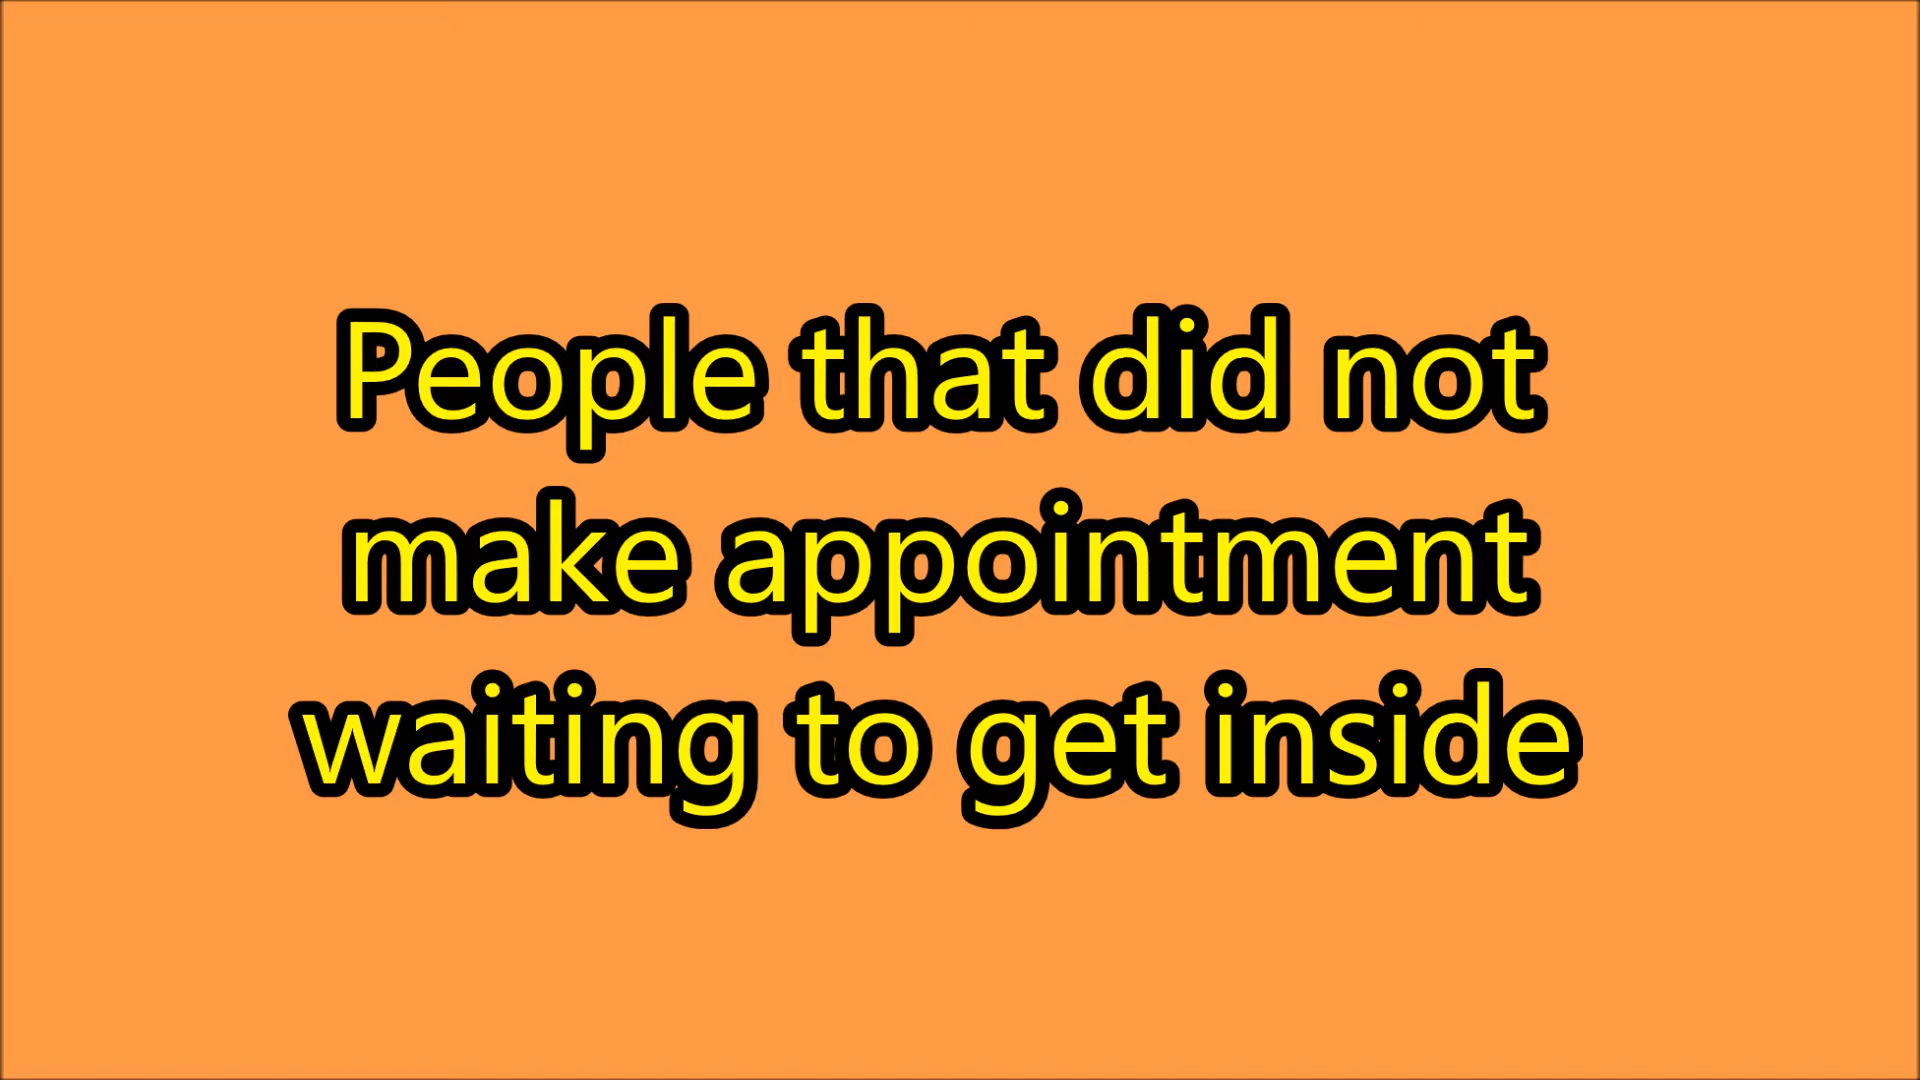 People that did not
make appointment
waiting to get inside